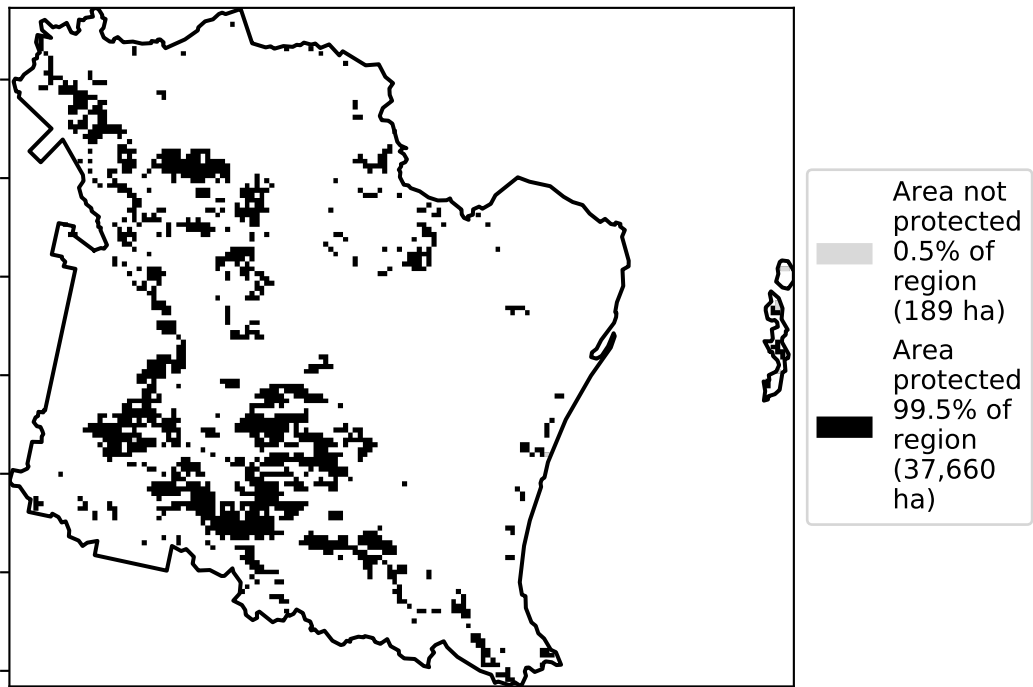 Area not
protected
0.5% of
region
(189 ha)
Area
protected
99.5% of
region
(37,660
ha)